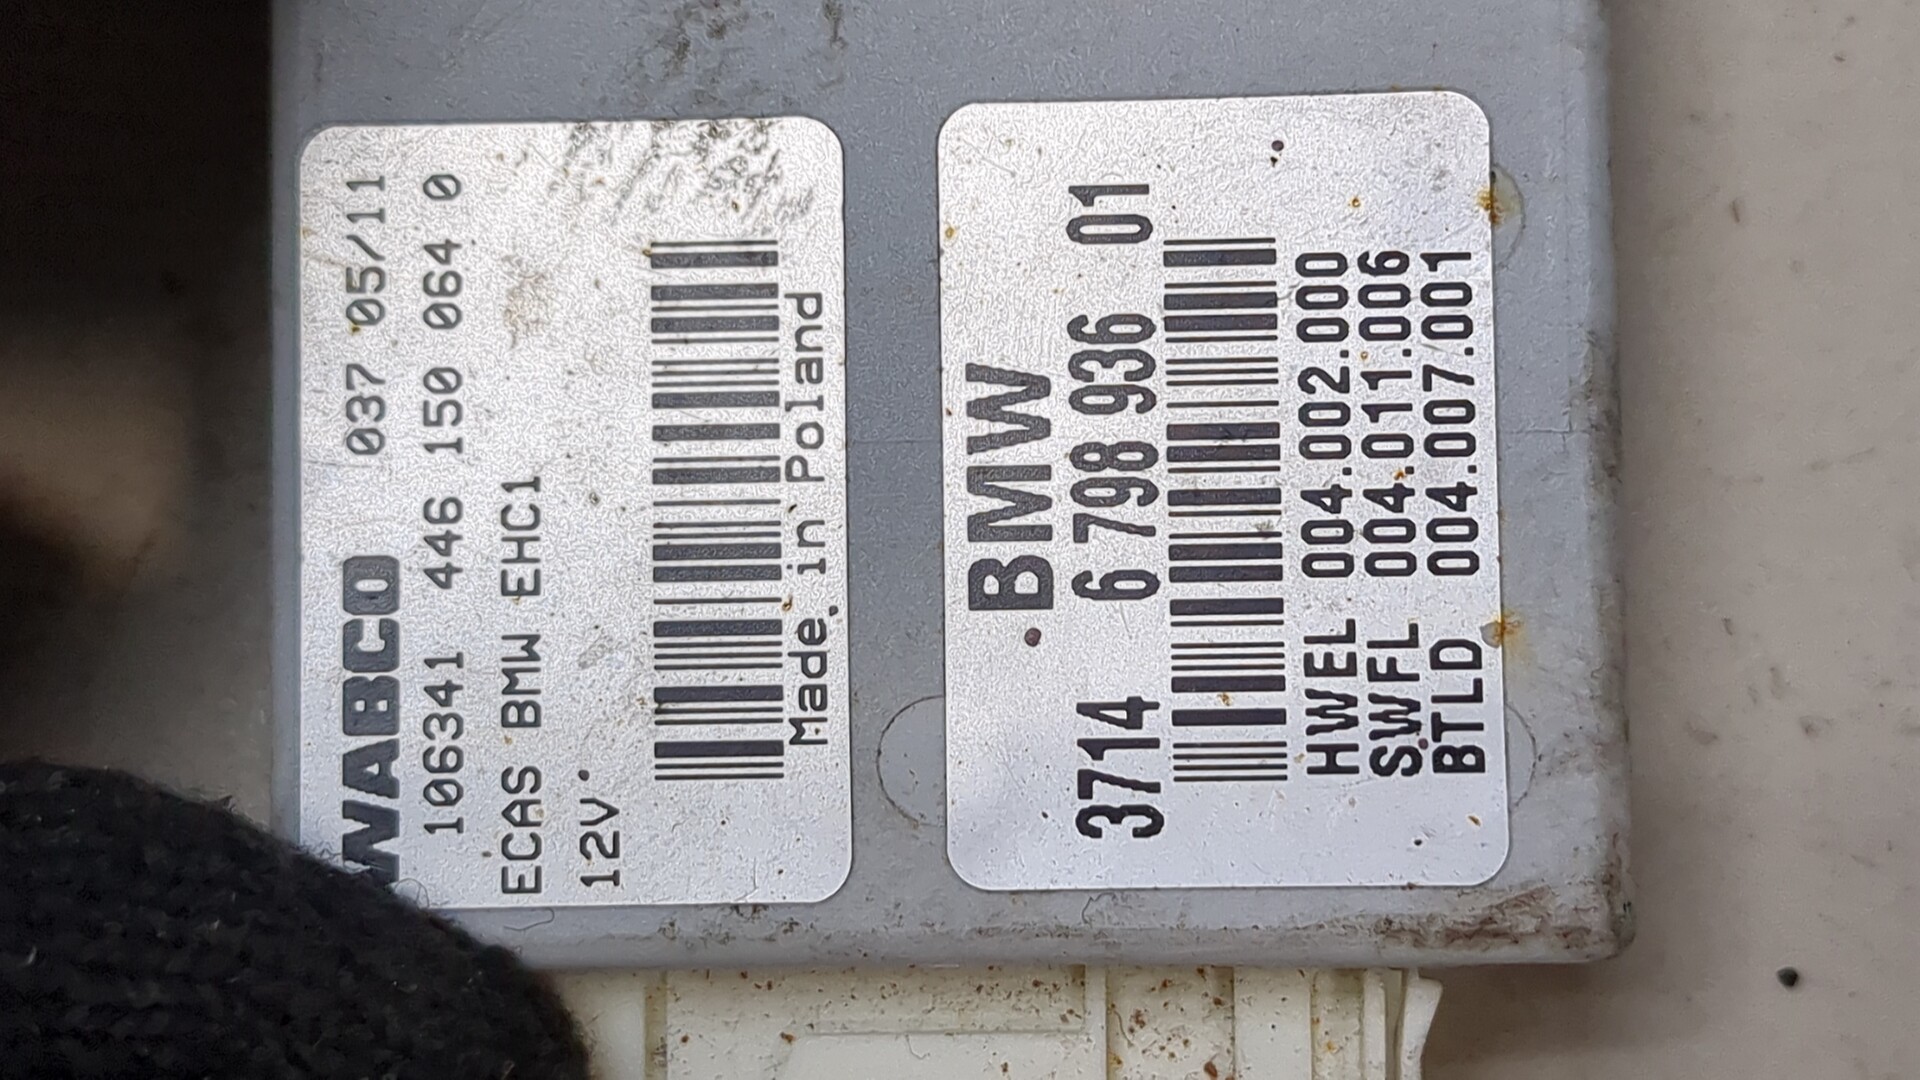 WABCO 037 05/11
106341 446 150 064 0
ECAS BMW EHC1
12V
Made in Poland
BMW
3714 6 798 936 01
HWEL 004.002.000
SWFL 004.011.006
BTLD 004.007.001